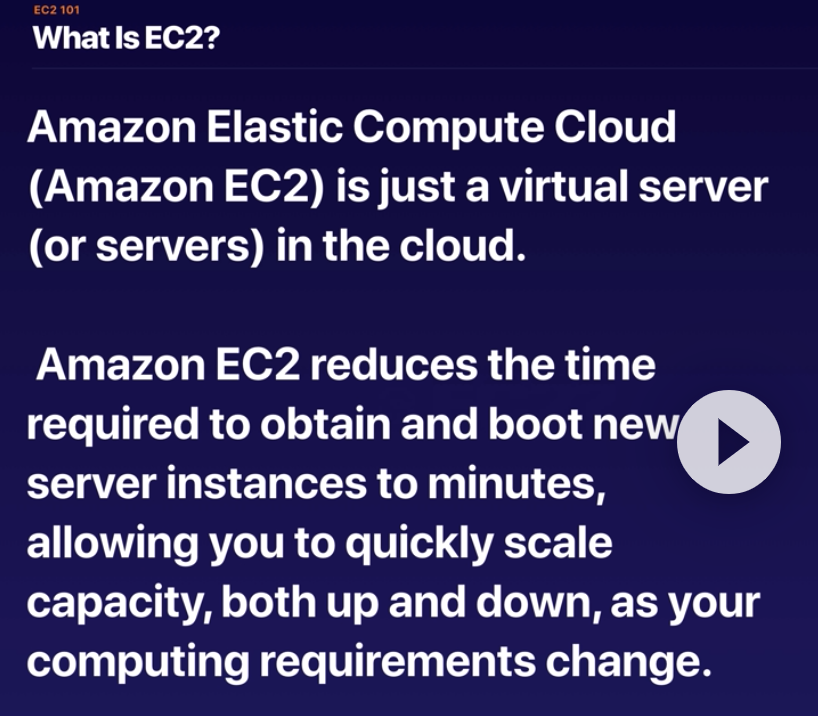 EC2 101
What Is EC2?
Amazon Elastic Compute Cloud
(Amazon EC2) is just a virtual server
(or servers) in the cloud.
Amazon EC2 reduces the time
required to obtain and boot new
server instances to minutes,
allowing you to quickly scale
capacity, both up and down, as your
computing requirements change.